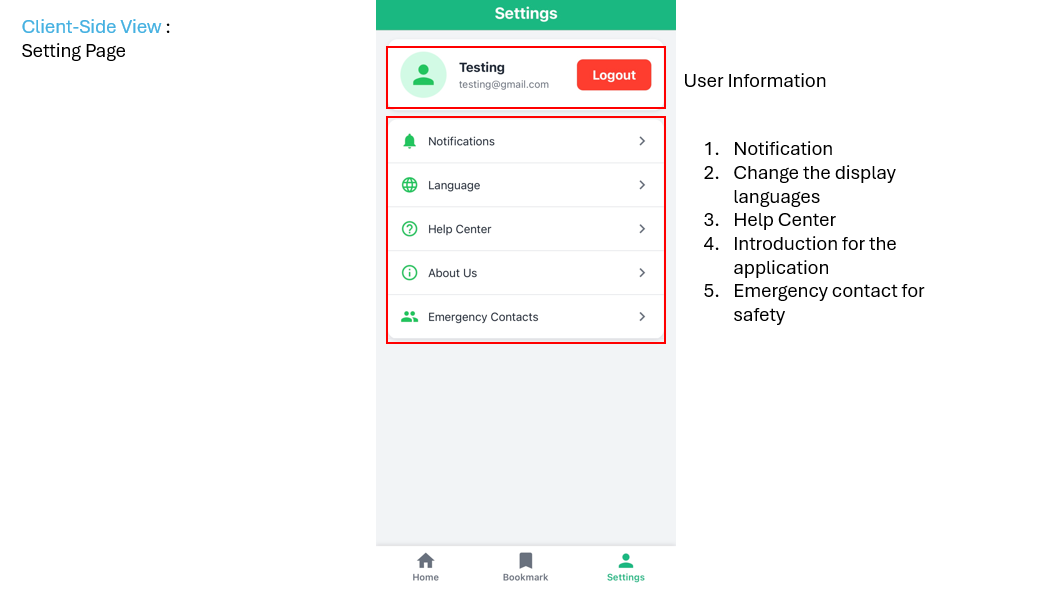 Client-Side View :
Setting Page
Settings
Testing
testing@gmail.com
Logout
User Information
Notifications
Language
Help Center
About Us
Emergency Contacts
1. Notification
2. Change the display
languages
3. Help Center
4. Introduction for the
application
5. Emergency contact for
safety
Home
Bookmark
Settings